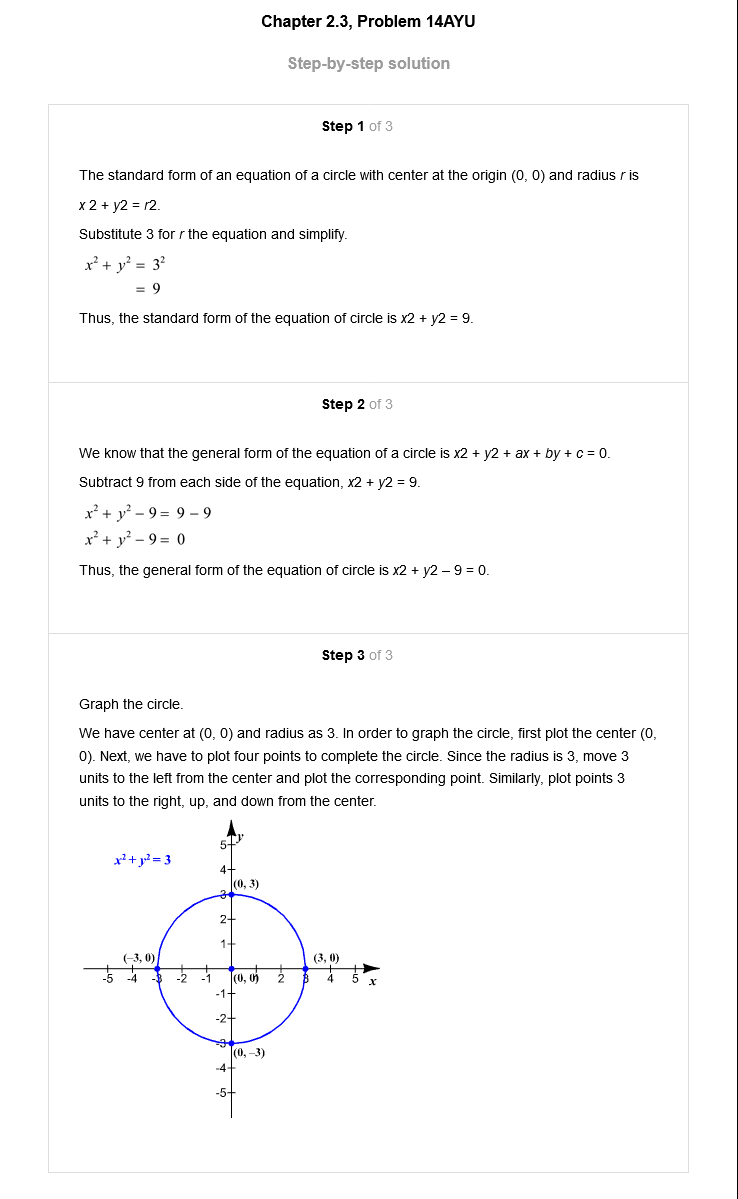 Chapter 2.3, Problem 14AYU
Step-by-step solution
Step 1 of 3
The standard form of an equation of a circle with center at the origin (0, 0) and radius r is
x 2 + y2 = r2.
Substitute 3 for r the equation and simplify.
x² + y² = 3²
= 9
Thus, the standard form of the equation of circle is x2 + y2 = 9.
Step 2 of 3
We know that the general form of the equation of a circle is x2 + y2 + ax + by + c = 0.
Subtract 9 from each side of the equation, x2 + y2 = 9.
x² + y² − 9 = 9 − 9
x² + y² − 9 = 0
Thus, the general form of the equation of circle is x2 + y2 – 9 = 0.
Step 3 of 3
Graph the circle.
We have center at (0, 0) and radius as 3. In order to graph the circle, first plot the center (0,
0). Next, we have to plot four points to complete the circle. Since the radius is 3, move 3
units to the left from the center and plot the corresponding point. Similarly, plot points 3
units to the right, up, and down from the center.
y
5
x² + y² = 3
4
(0, 3)
3
2
1
(–3, 0) (3, 0)
-5 -4 -3 -2 -1 (0, 0) 2 3 4 5 x
-1
-2
-3
(0, –3)
-4
-5